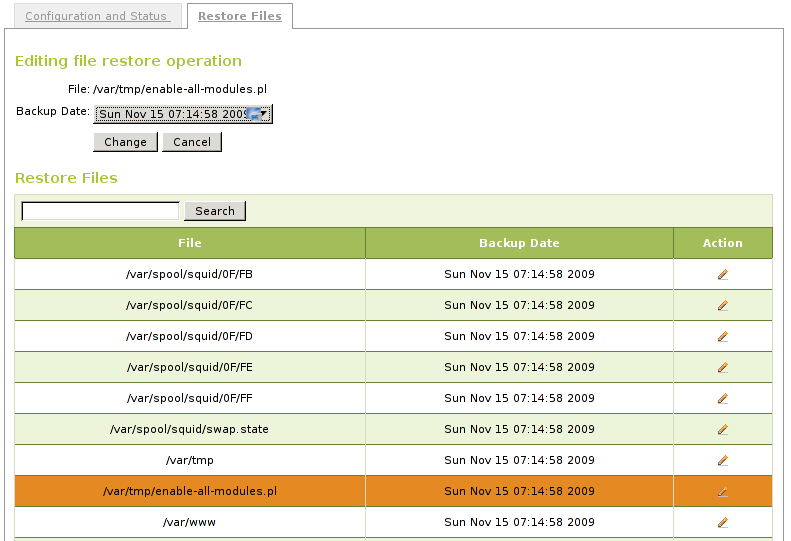 Configuration and Status Restore Files
Editing file restore operation
File: /var/tmp/enable-all-modules.pl
Backup Date: Sun Nov 15 07:14:58 2009
Change Cancel
Restore Files
Search
File Backup Date Action
/var/spool/squid/0F/FB Sun Nov 15 07:14:58 2009
/var/spool/squid/0F/FC Sun Nov 15 07:14:58 2009
/var/spool/squid/0F/FD Sun Nov 15 07:14:58 2009
/var/spool/squid/0F/FE Sun Nov 15 07:14:58 2009
/var/spool/squid/0F/FF Sun Nov 15 07:14:58 2009
/var/spool/squid/swap.state Sun Nov 15 07:14:58 2009
/var/tmp Sun Nov 15 07:14:58 2009
/var/tmp/enable-all-modules.pl Sun Nov 15 07:14:58 2009
/var/www Sun Nov 15 07:14:58 2009